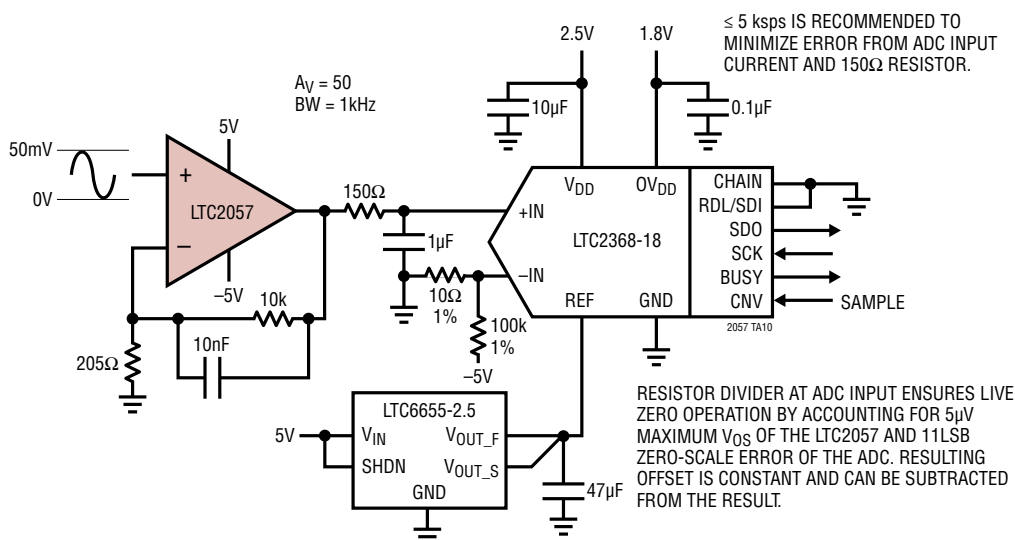 ≤ 5 ksps IS RECOMMENDED TO
MINIMIZE ERROR FROM ADC INPUT
CURRENT AND 150Ω RESISTOR.
2.5V
1.8V
AV = 50
BW = 1kHz
10µF
0.1µF
50mV
0V
5V
+
LTC2057
–
–5V
150Ω
1µF
10Ω
1%
100k
1%
–5V
10k
10nF
205Ω
VDD
OVDD
+IN
LTC2368-18
–IN
REF
GND
CHAIN
RDL/SDI
SDO
SCK
BUSY
CNV
SAMPLE
2057 TA10
LTC6655-2.5
5V
VIN
SHDN
VOUT_F
VOUT_S
GND
47µF
RESISTOR DIVIDER AT ADC INPUT ENSURES LIVE
ZERO OPERATION BY ACCOUNTING FOR 5µV
MAXIMUM VOS OF THE LTC2057 AND 11LSB
ZERO-SCALE ERROR OF THE ADC. RESULTING
OFFSET IS CONSTANT AND CAN BE SUBTRACTED
FROM THE RESULT.